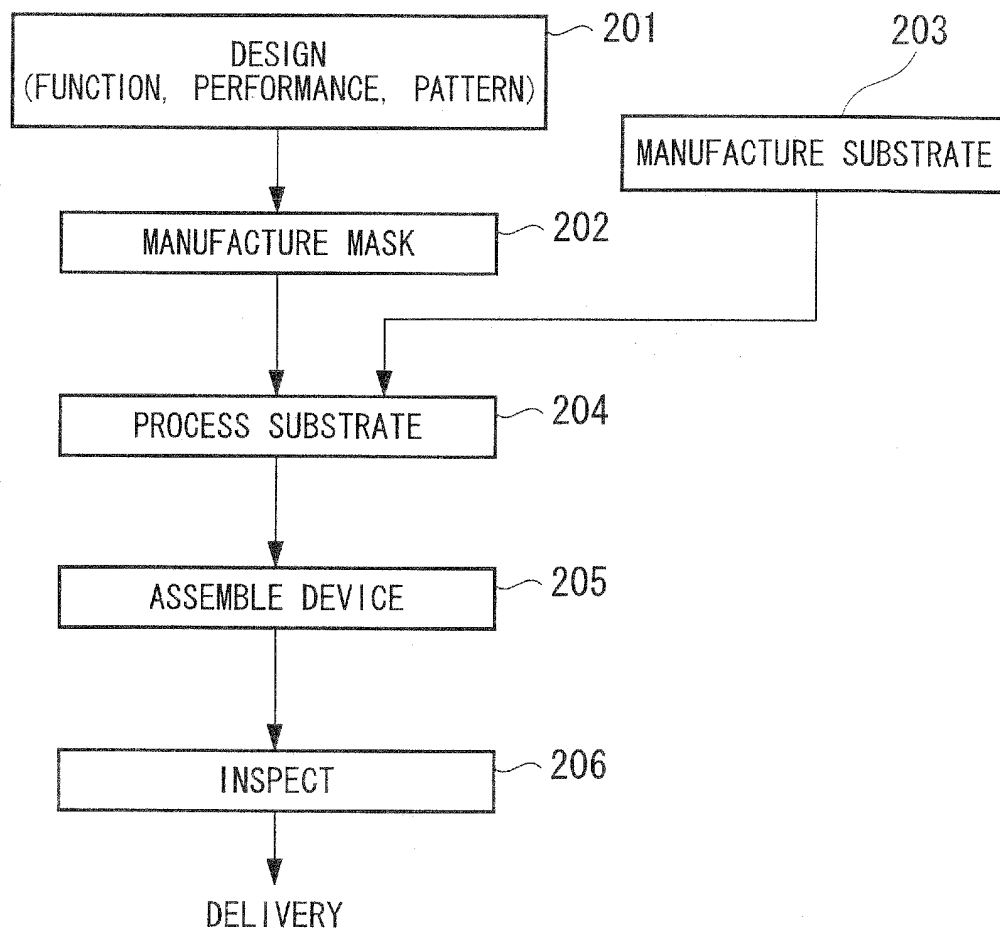 201
DESIGN
(FUNCTION, PERFORMANCE, PATTERN)
203
MANUFACTURE SUBSTRATE
202
MANUFACTURE MASK
204
PROCESS SUBSTRATE
205
ASSEMBLE DEVICE
206
INSPECT
DELIVERY